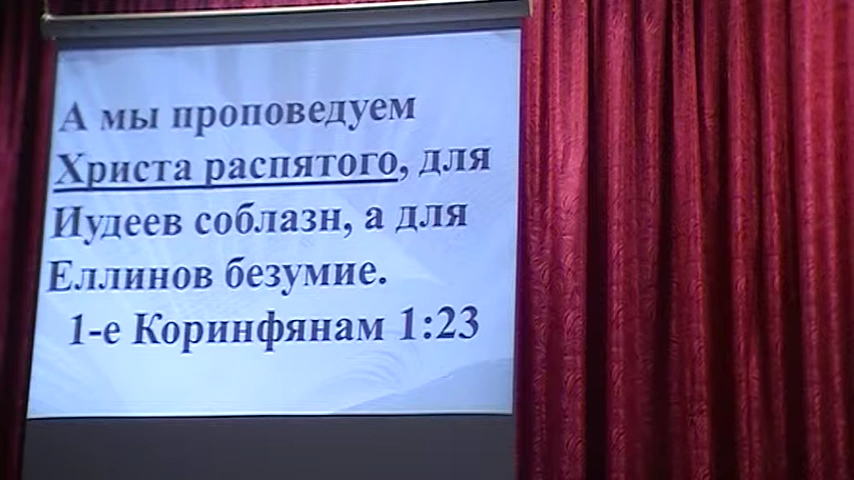 А мы проповедуем
Христа распятого, для
Иудеев соблазн, а для
Еллинов безумие.
1-е Коринфянам 1:23